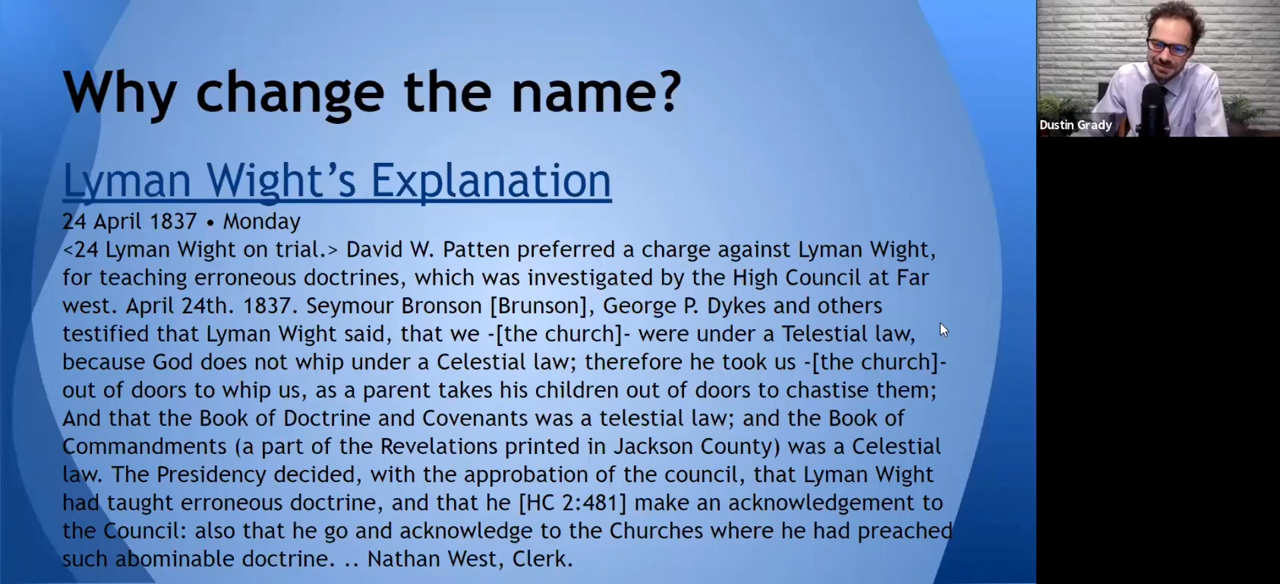 Why change the name?
Lyman Wight's Explanation
24 April 1837 • Monday
<24 Lyman Wight on trial.> David W. Patten preferred a charge against Lyman Wight,
for teaching erroneous doctrines, which was investigated by the High Council at Far
west. April 24th. 1837. Seymour Bronson [Brunson], George P. Dykes and others
testified that Lyman Wight said, that we -[the church]- were under a Telestial law,
because God does not whip under a Celestial law; therefore he took us -[the church]-
out of doors to whip us, as a parent takes his children out of doors to chastise them;
And that the Book of Doctrine and Covenants was a telestial law; and the Book of
Commandments (a part of the Revelations printed in Jackson County) was a Celestial
law. The Presidency decided, with the approbation of the council, that Lyman Wight
had taught erroneous doctrine, and that he [HC 2:481] make an acknowledgement to
the Council: also that he go and acknowledge to the Churches where he had preached
such abominable doctrine. .. Nathan West, Clerk.
Dustin Grady